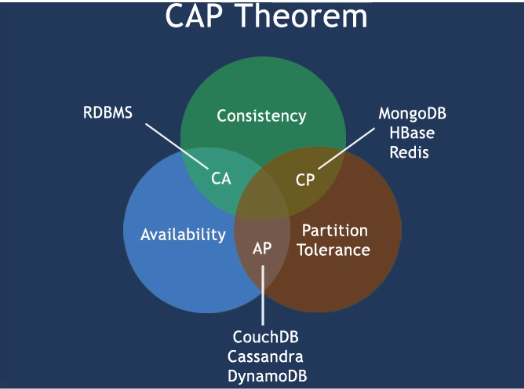 CAP Theorem
RDBMS
Consistency
MongoDB
HBase
Redis
CA
CP
Availability
Partition
Tolerance
AP
CouchDB
Cassandra
DynamoDB